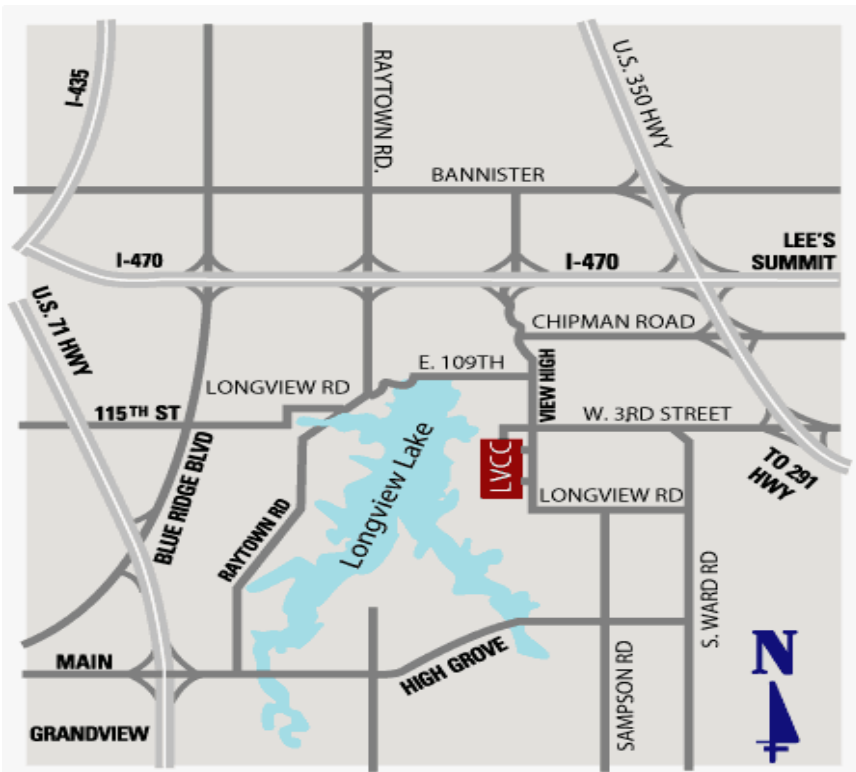 I-435
RAYTOWN RD.
U.S. 350 HWY
BANNISTER
I-470
I-470
LEE'S
SUMMIT
U.S. 71 HWY
CHIPMAN ROAD
E. 109TH
VIEW HIGH
LONGVIEW RD
115TH ST
W. 3RD STREET
TO 291
HWY
LVCC
LONGVIEW RD
BLUE RIDGE BLVD
RAYTOWN RD
Longview Lake
S. WARD RD
SAMPSON RD
HIGH GROVE
MAIN
GRANDVIEW
N